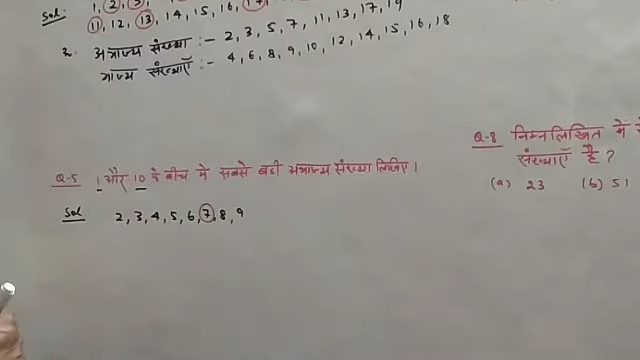 Sol: 1, 2, 3,
11, 12, 13, 14, 15, 16, 17
2. अभाज्य संख्या :- 2, 3, 5, 7, 11, 13, 17, 19
भाज्य संख्याएँ :- 4, 6, 8, 9, 10, 12, 14, 15, 16, 18
Q-5 1 और 10 के बीच में सबसे बड़ी अभाज्य संख्या लिखिए।
Sol 2, 3, 4, 5, 6, 7, 8, 9
Q-8 निम्नलिखित में से
संख्याएँ है ?
(a) 23 (b) 51